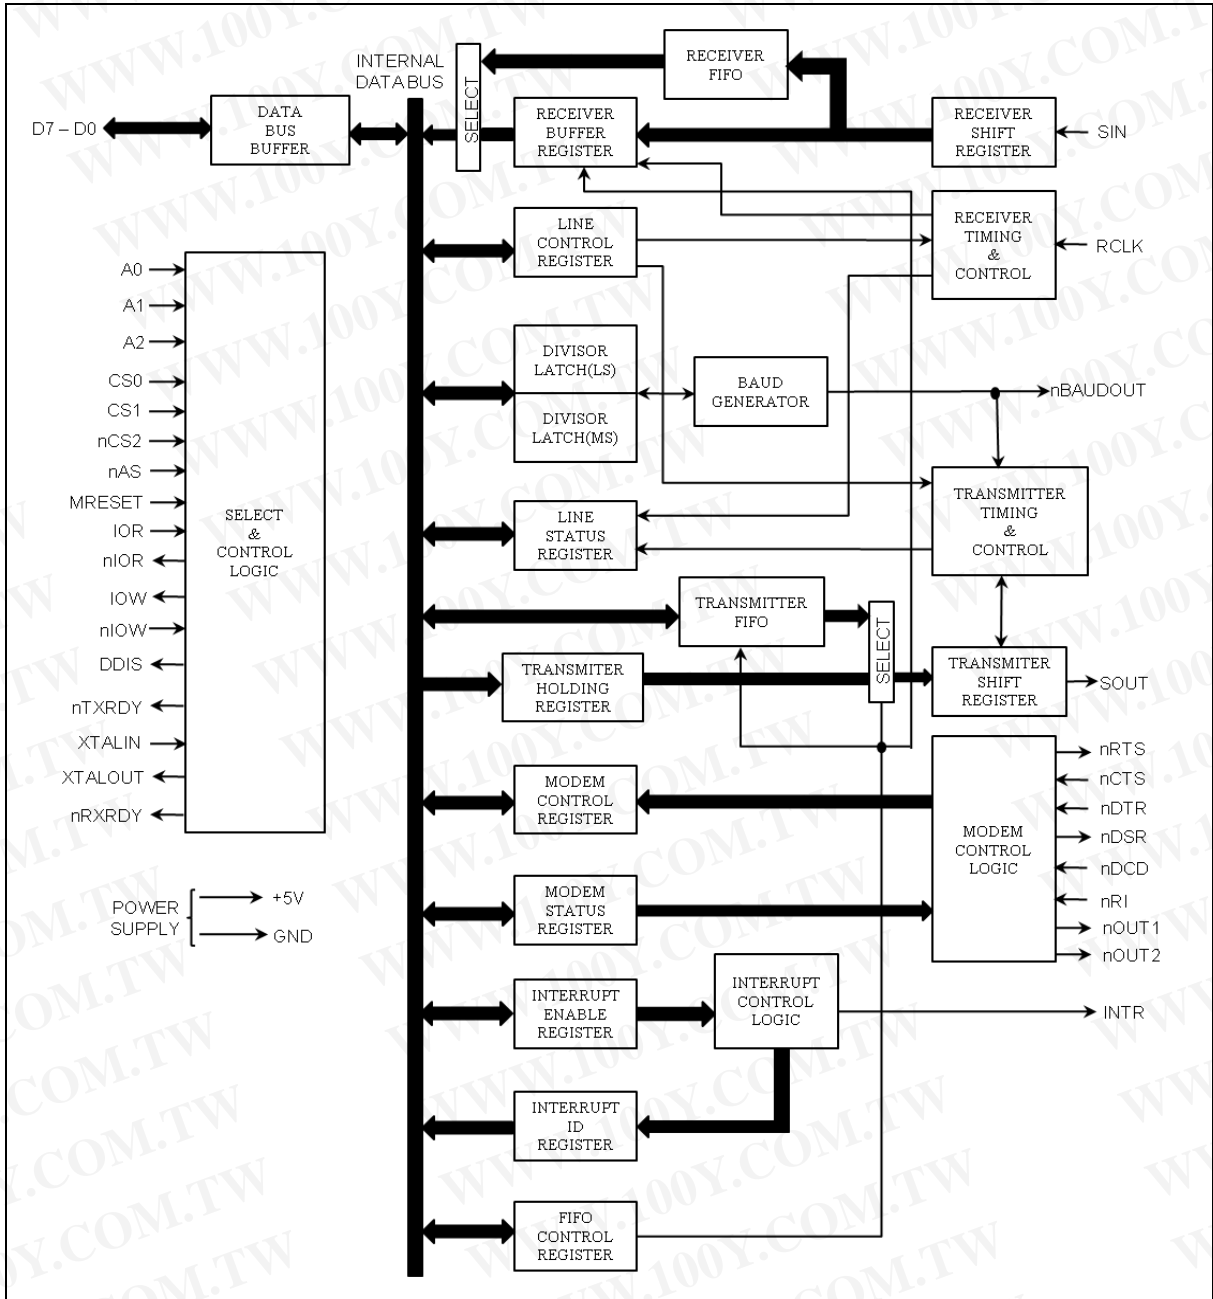 INTERNAL
DATABUS
SELECT
RECEIVER
FIFO
D7 – D0
DATA
BUS
BUFFER
RECEIVER
BUFFER
REGISTER
RECEIVER
SHIFT
REGISTER
SIN
LINE
CONTROL
REGISTER
RECEIVER
TIMING
&
CONTROL
RCLK
A0
A1
A2
CS0
CS1
nCS2
nAS
MRESET
IOR
nIOR
IOW
nIOW
DDIS
nTXRDY
XTALIN
XTALOUT
nRXRDY
SELECT
&
CONTROL
LOGIC
DIVISOR
LATCH(LS)
DIVISOR
LATCH(MS)
BAUD
GENERATOR
nBAUDOUT
LINE
STATUS
REGISTER
TRANSMITTER
TIMING
&
CONTROL
TRANSMITTER
FIFO
SELECT
TRANSMITER
HOLDING
REGISTER
TRANSMITER
SHIFT
REGISTER
SOUT
MODEM
CONTROL
REGISTER
MODEM
CONTROL
LOGIC
nRTS
nCTS
nDTR
nDSR
nDCD
nRI
nOUT1
nOUT2
POWER
SUPPLY
+5V
GND
MODEM
STATUS
REGISTER
INTERRUPT
ENABLE
REGISTER
INTERRUPT
CONTROL
LOGIC
INTR
INTERRUPT
ID
REGISTER
FIFO
CONTROL
REGISTER
WWW.100Y.COM.TW